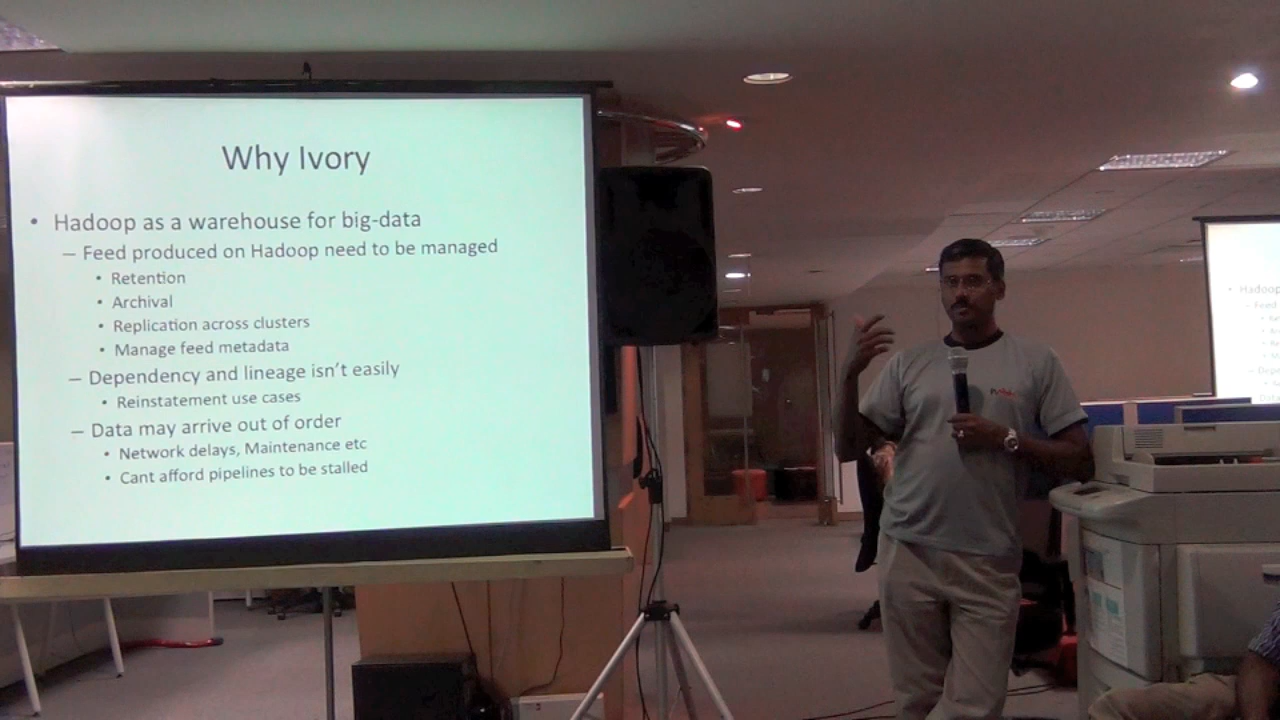 Why Ivory
• Hadoop as a warehouse for big-data
– Feed produced on Hadoop need to be managed
• Retention
• Archival
• Replication across clusters
• Manage feed metadata
– Dependency and lineage isn't easily
• Reinstatement use cases
– Data may arrive out of order
• Network delays, Maintenance etc
• Cant afford pipelines to be stalled
• Hadoop